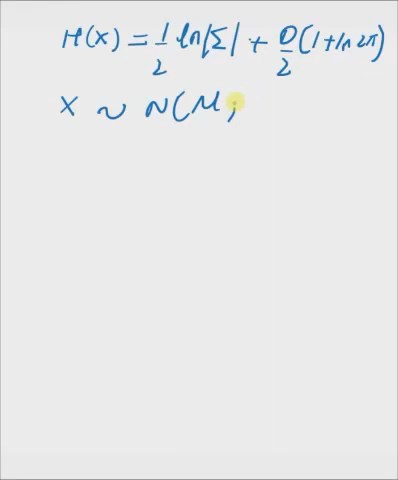 H(X) = 1/2 ln|Σ| + D/2 (1+ln 2π)
X ~ N(μ,